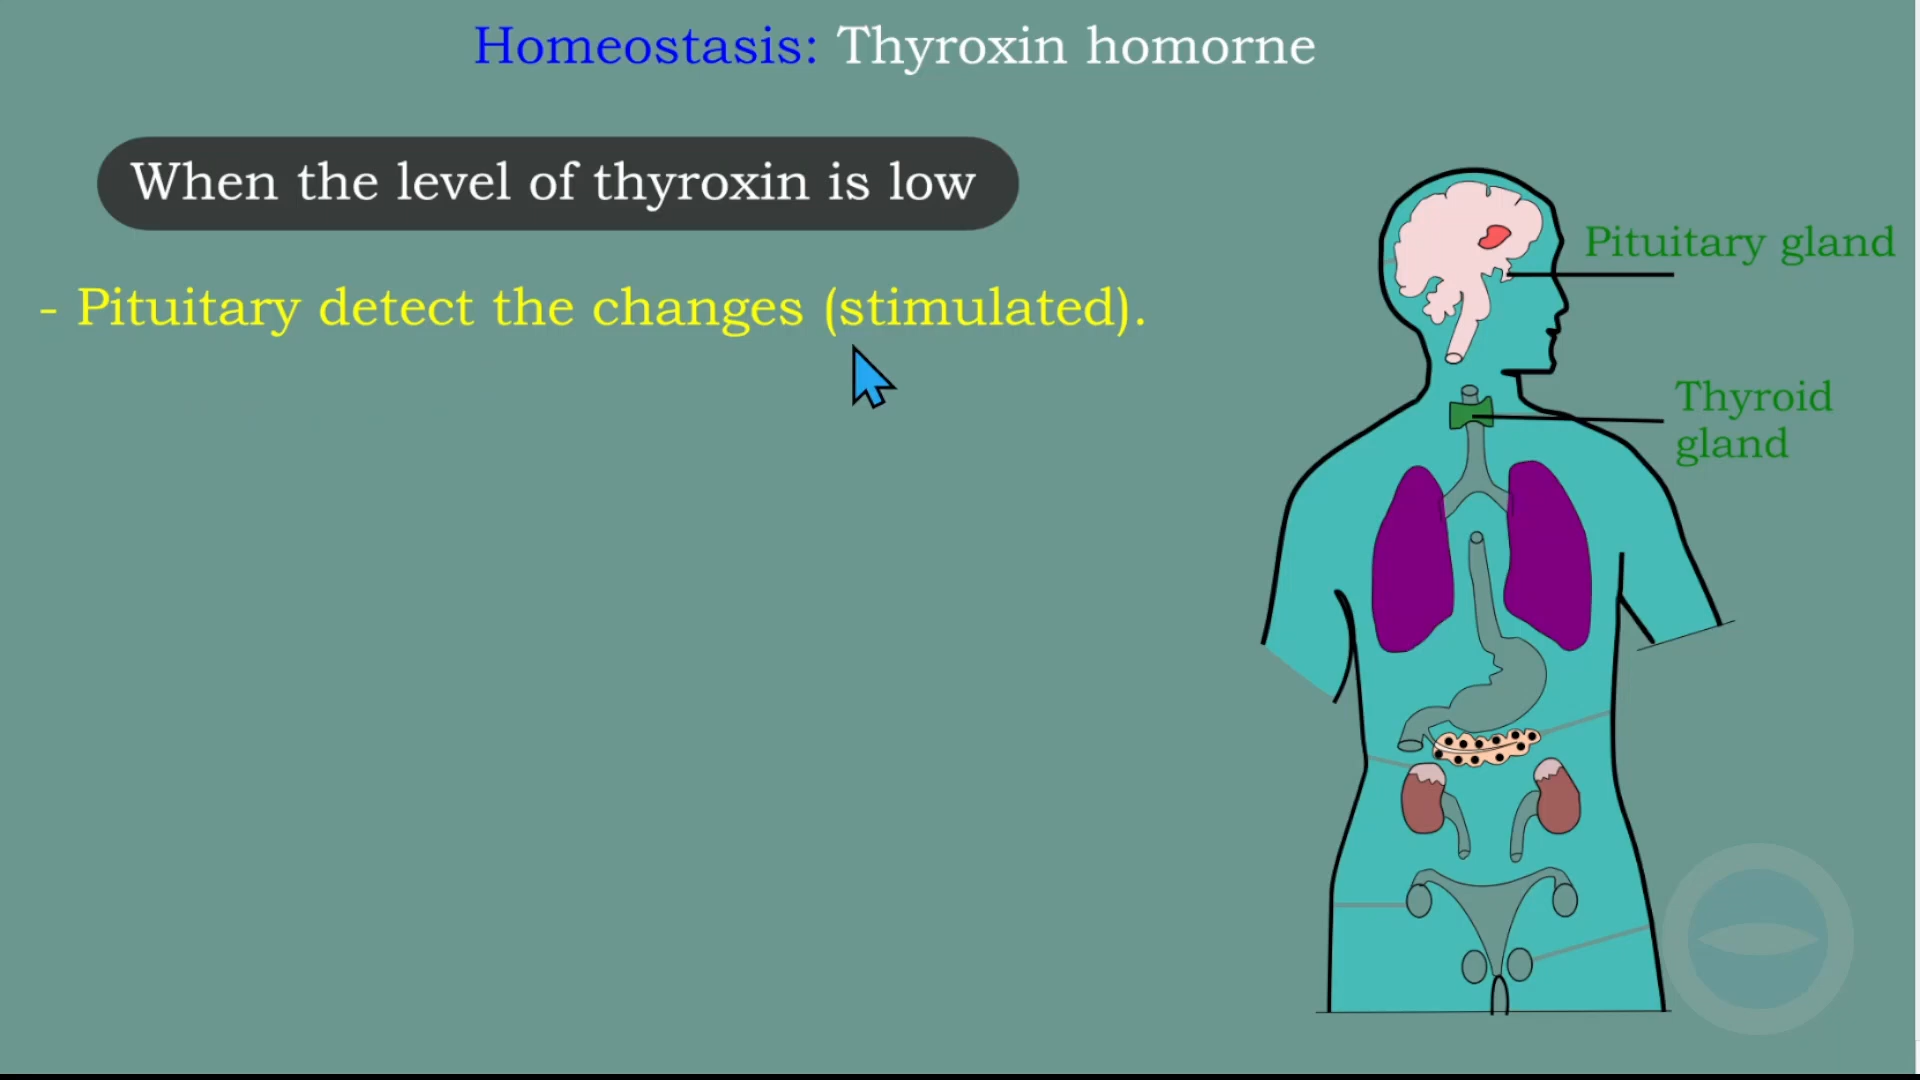 Homeostasis: Thyroxin homorne
When the level of thyroxin is low
- Pituitary detect the changes (stimulated).
Pituitary gland
Thyroid
gland